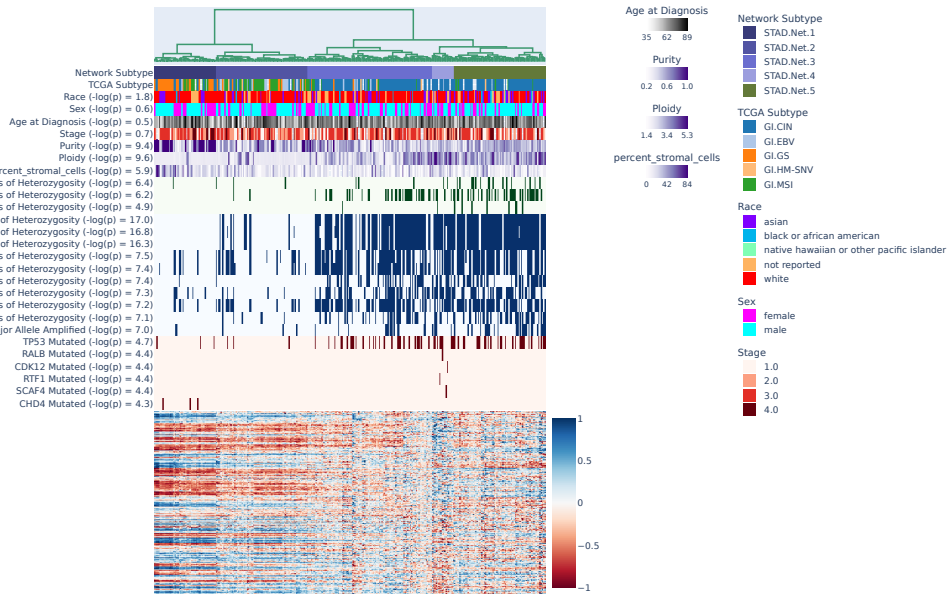 Network Subtype
TCGA Subtype
Race (-log(p) = 1.8)
Sex (-log(p) = 0.6)
Age at Diagnosis (-log(p) = 0.5)
Stage (-log(p) = 0.7)
Purity (-log(p) = 9.4)
Ploidy (-log(p) = 9.6)
rcent_stromal_cells (-log(p) = 5.9)
s of Heterozygosity (-log(p) = 6.4)
s of Heterozygosity (-log(p) = 6.2)
s of Heterozygosity (-log(p) = 4.9)
of Heterozygosity (-log(p) = 17.0)
of Heterozygosity (-log(p) = 16.8)
of Heterozygosity (-log(p) = 16.3)
s of Heterozygosity (-log(p) = 7.5)
s of Heterozygosity (-log(p) = 7.4)
s of Heterozygosity (-log(p) = 7.4)
s of Heterozygosity (-log(p) = 7.3)
s of Heterozygosity (-log(p) = 7.2)
s of Heterozygosity (-log(p) = 7.1)
jor Allele Amplified (-log(p) = 7.0)
TP53 Mutated (-log(p) = 4.7)
RALB Mutated (-log(p) = 4.4)
CDK12 Mutated (-log(p) = 4.4)
RTF1 Mutated (-log(p) = 4.4)
SCAF4 Mutated (-log(p) = 4.4)
CHD4 Mutated (-log(p) = 4.3)
1
0.5
0
−0.5
−1
Age at Diagnosis
35 62 89
Purity
0.2 0.6 1.0
Ploidy
1.4 3.4 5.3
percent_stromal_cells
0 42 84
Network Subtype
STAD.Net.1
STAD.Net.2
STAD.Net.3
STAD.Net.4
STAD.Net.5
TCGA Subtype
GI.CIN
GI.EBV
GI.GS
GI.HM-SNV
GI.MSI
Race
asian
black or african american
native hawaiian or other pacific islander
not reported
white
Sex
female
male
Stage
1.0
2.0
3.0
4.0